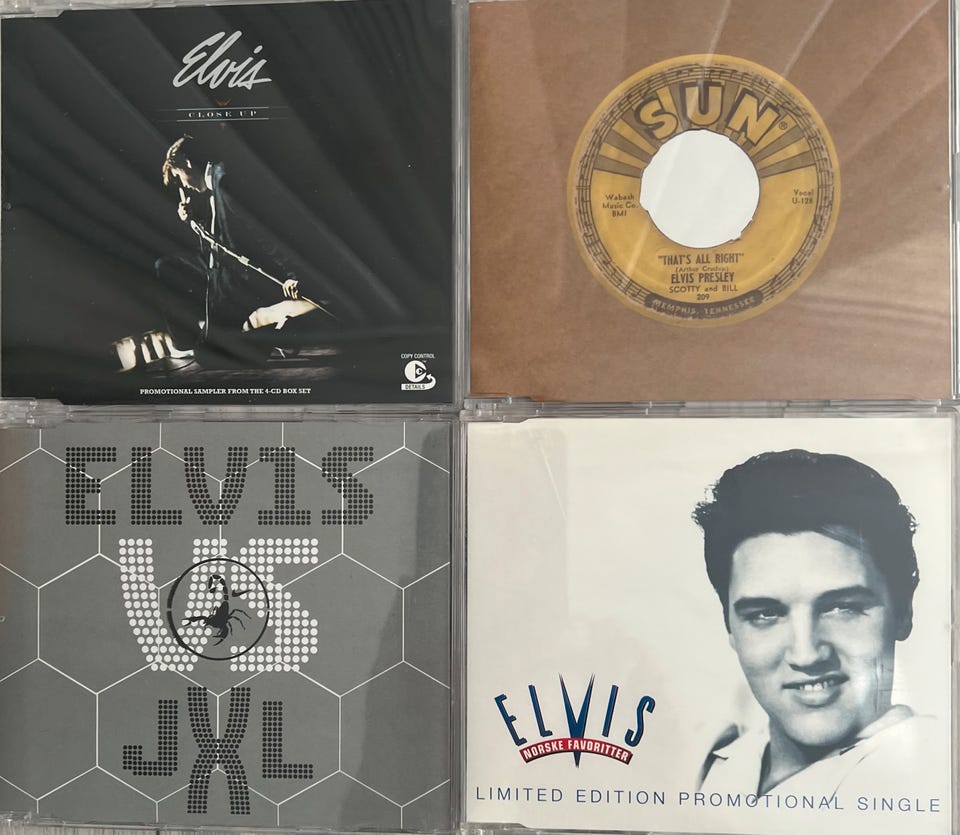 Elvis
CLOSE UP
COPY CONTROL
DETAILS
PROMOTIONAL SAMPLER FROM THE 4-CD BOX SET
SUN®
Wabash
Music Co.
BMI
Vocal
U-128
"THAT'S ALL RIGHT"
(Arthur Crudup)
ELVIS PRESLEY
SCOTTY and BILL
209
MEMPHIS, TENNESSEE
ELVIS
VS
JXL
ELVIS
NORSKE FAVORITTER
LIMITED EDITION PROMOTIONAL SINGLE